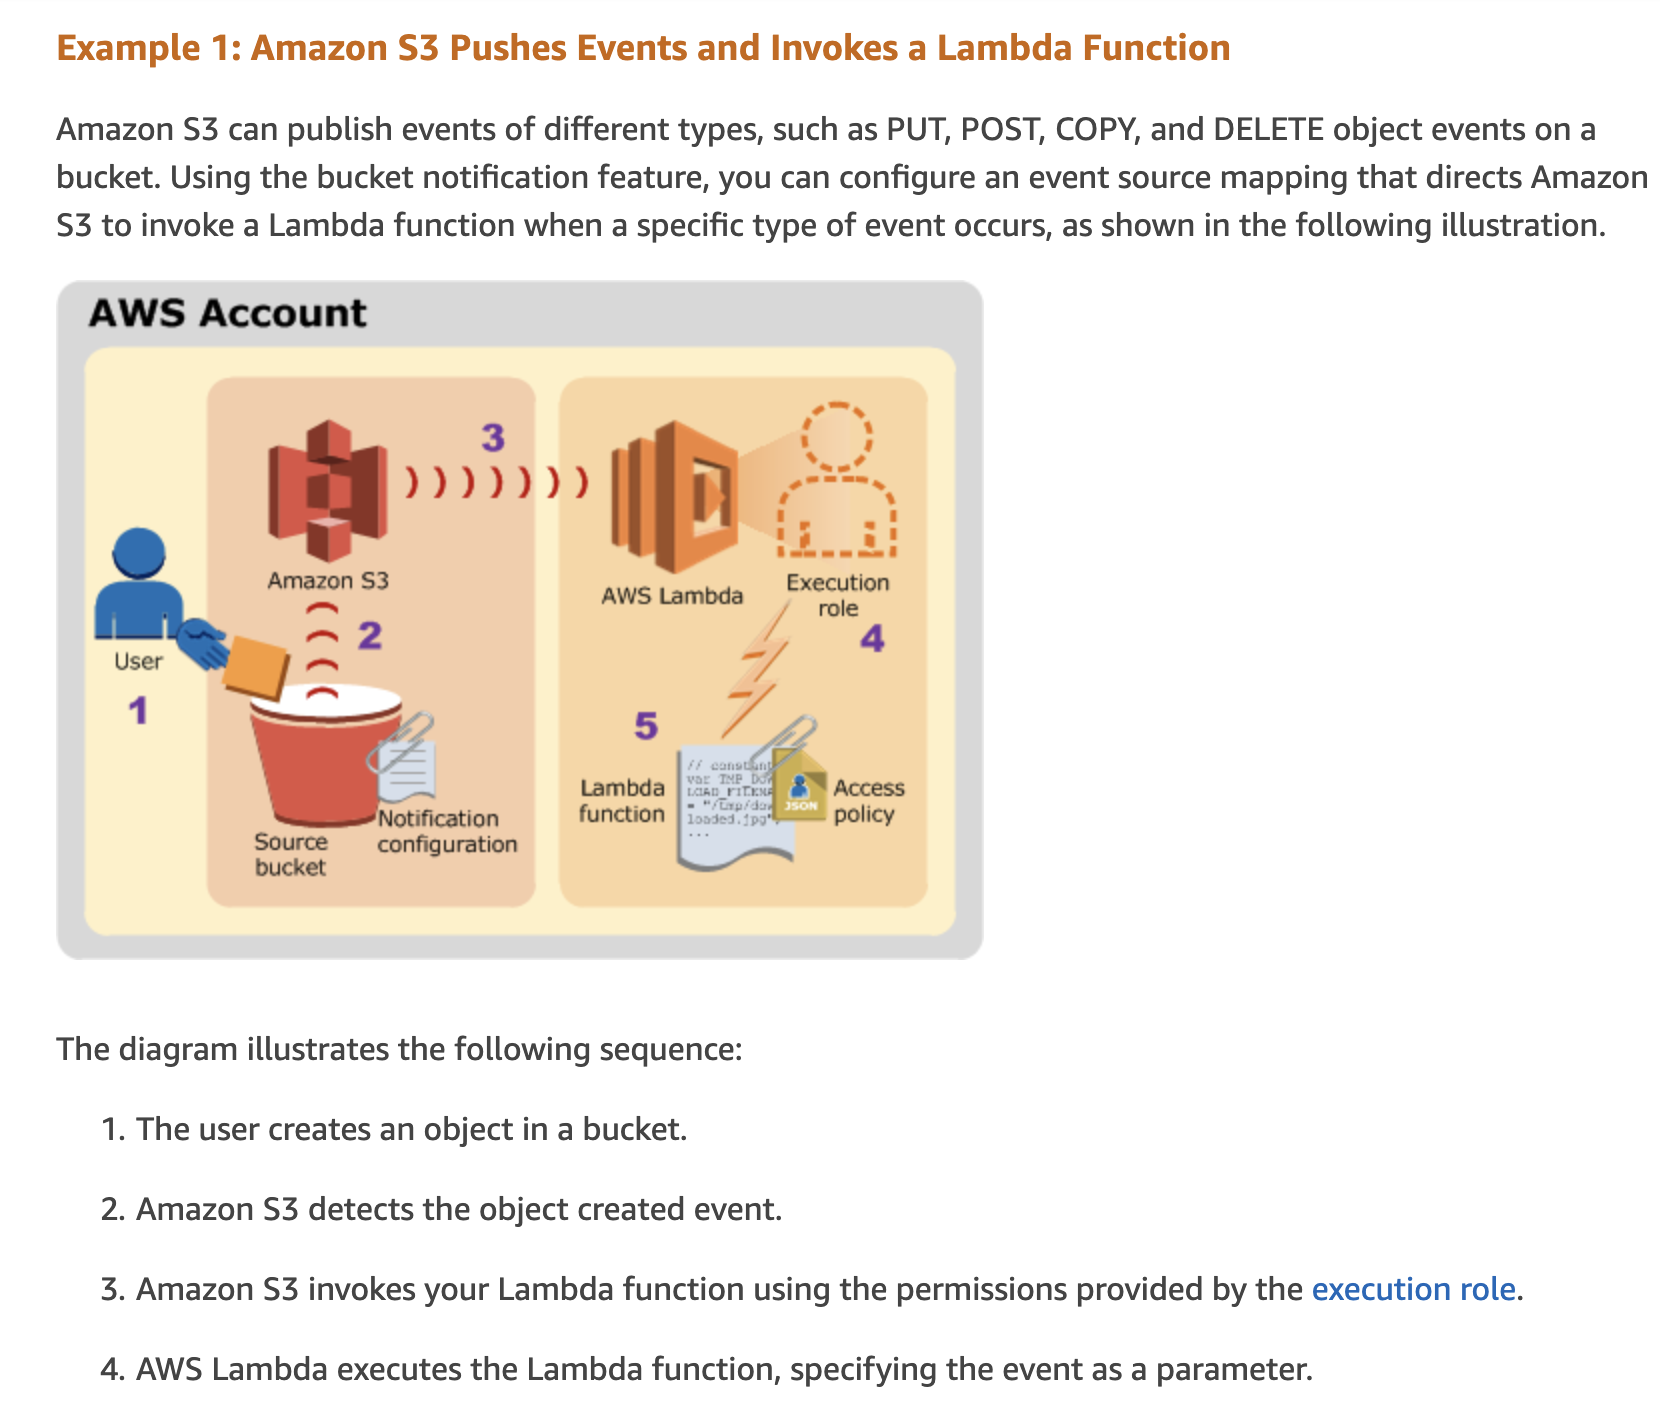 Example 1: Amazon S3 Pushes Events and Invokes a Lambda Function
Amazon S3 can publish events of different types, such as PUT, POST, COPY, and DELETE object events on a
bucket. Using the bucket notification feature, you can configure an event source mapping that directs Amazon
S3 to invoke a Lambda function when a specific type of event occurs, as shown in the following illustration.
AWS Account
3
Amazon S3
AWS Lambda
Execution
role
2
4
User
1
5
Lambda
function
// constant
var TMP_DOW
LOAD_FILENA
= "/tmp/dow
loaded.jpg"
...
JSON
Access
policy
Notification
configuration
Source
bucket
The diagram illustrates the following sequence:
1. The user creates an object in a bucket.
2. Amazon S3 detects the object created event.
3. Amazon S3 invokes your Lambda function using the permissions provided by the execution role.
4. AWS Lambda executes the Lambda function, specifying the event as a parameter.